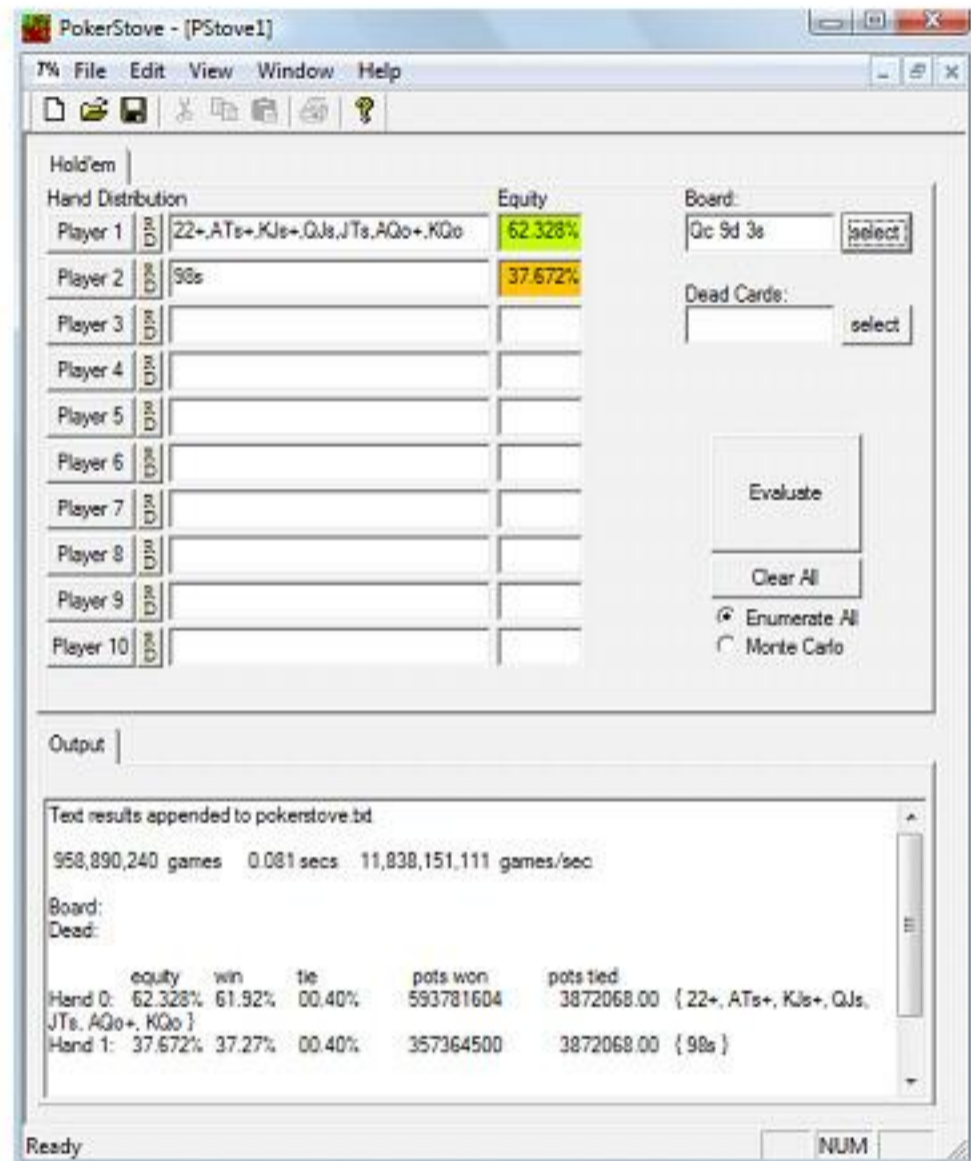 PokerStove - [PStove1]
7% File Edit View Window Help
Hold'em
Hand Distribution Equity Board:
Player 1 22+,ATs+,KJs+,QJs,JTs,AQo+,KQo 62.328% Qc 9d 3s select
Player 2 98s 37.672%
Dead Cards:
Player 3 select
Player 4
Player 5
Player 6
Player 7
Evaluate
Player 8
Clear All
Player 9
Enumerate All
Player 10
Monte Carlo
Output
Text results appended to pokerstove.txt
958,890,240 games 0.081 secs 11,838,151,111 games/sec
Board:
Dead:
equity win tie pots won pots tied
Hand 0: 62.328% 61.92% 00.40% 593781604 3872068.00 { 22+, ATs+, KJs+, QJs,
JTs, AQo+, KQo }
Hand 1: 37.672% 37.27% 00.40% 357364500 3872068.00 { 98s }
Ready NUM